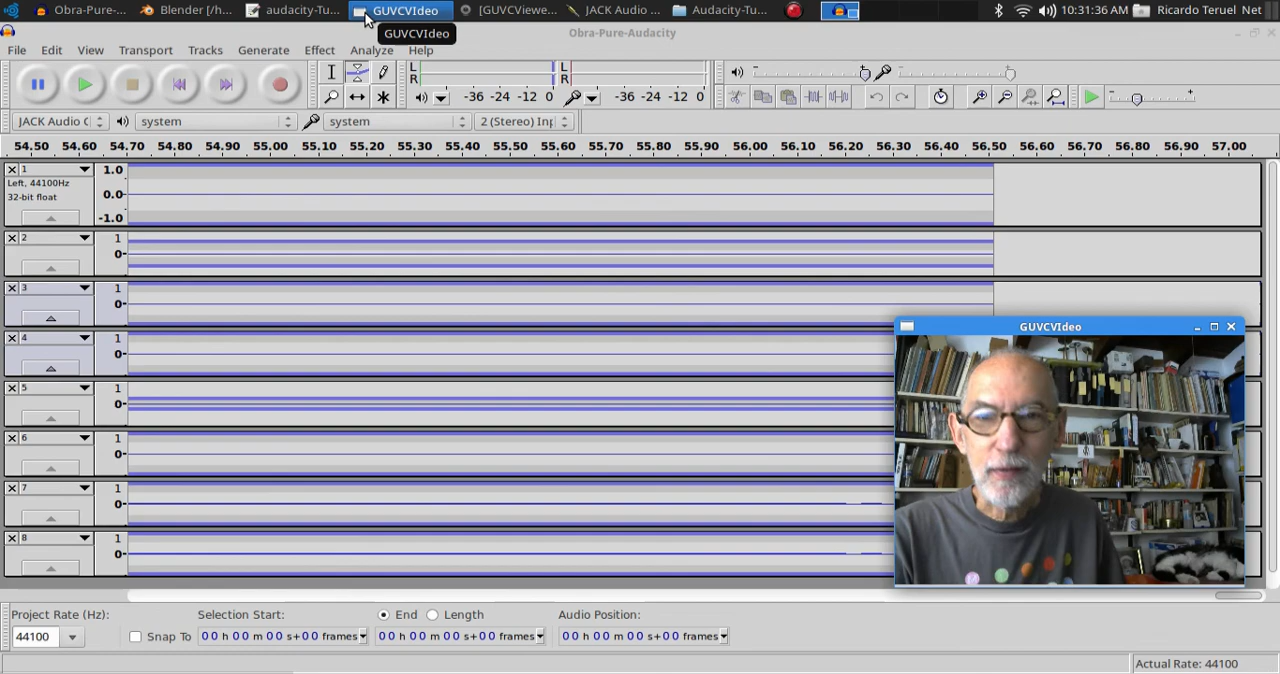 Obra-Pure-... Blender [/h... audacity-Tu... GUVCVIdeo [GUVCViewe... JACK Audio ... Audacity-Tu... 10:31:36 AM Ricardo Teruel Net
GUVCVIdeo
Obra-Pure-Audacity
File Edit View Transport Tracks Generate Effect Analyze Help
L R L R
-36 -24 -12 0 -36 -24 -12 0
JACK Audio C system system 2 (Stereo) Inp
54.50 54.60 54.70 54.80 54.90 55.00 55.10 55.20 55.30 55.40 55.50 55.60 55.70 55.80 55.90 56.00 56.10 56.20 56.30 56.40 56.50 56.60 56.70 56.80 56.90 57.00
1 1.0
Left, 44100Hz
32-bit float 0.0
-1.0
2 1
0
3 1
0
GUVCVIdeo
4 1
0
5 1
0
6 1
0
7 1
0
8 1
0
Project Rate (Hz): Selection Start: End Length Audio Position:
44100 Snap To 00 h 00 m 00 s+00 frames 00 h 00 m 00 s+00 frames 00 h 00 m 00 s+00 frames
Actual Rate: 44100